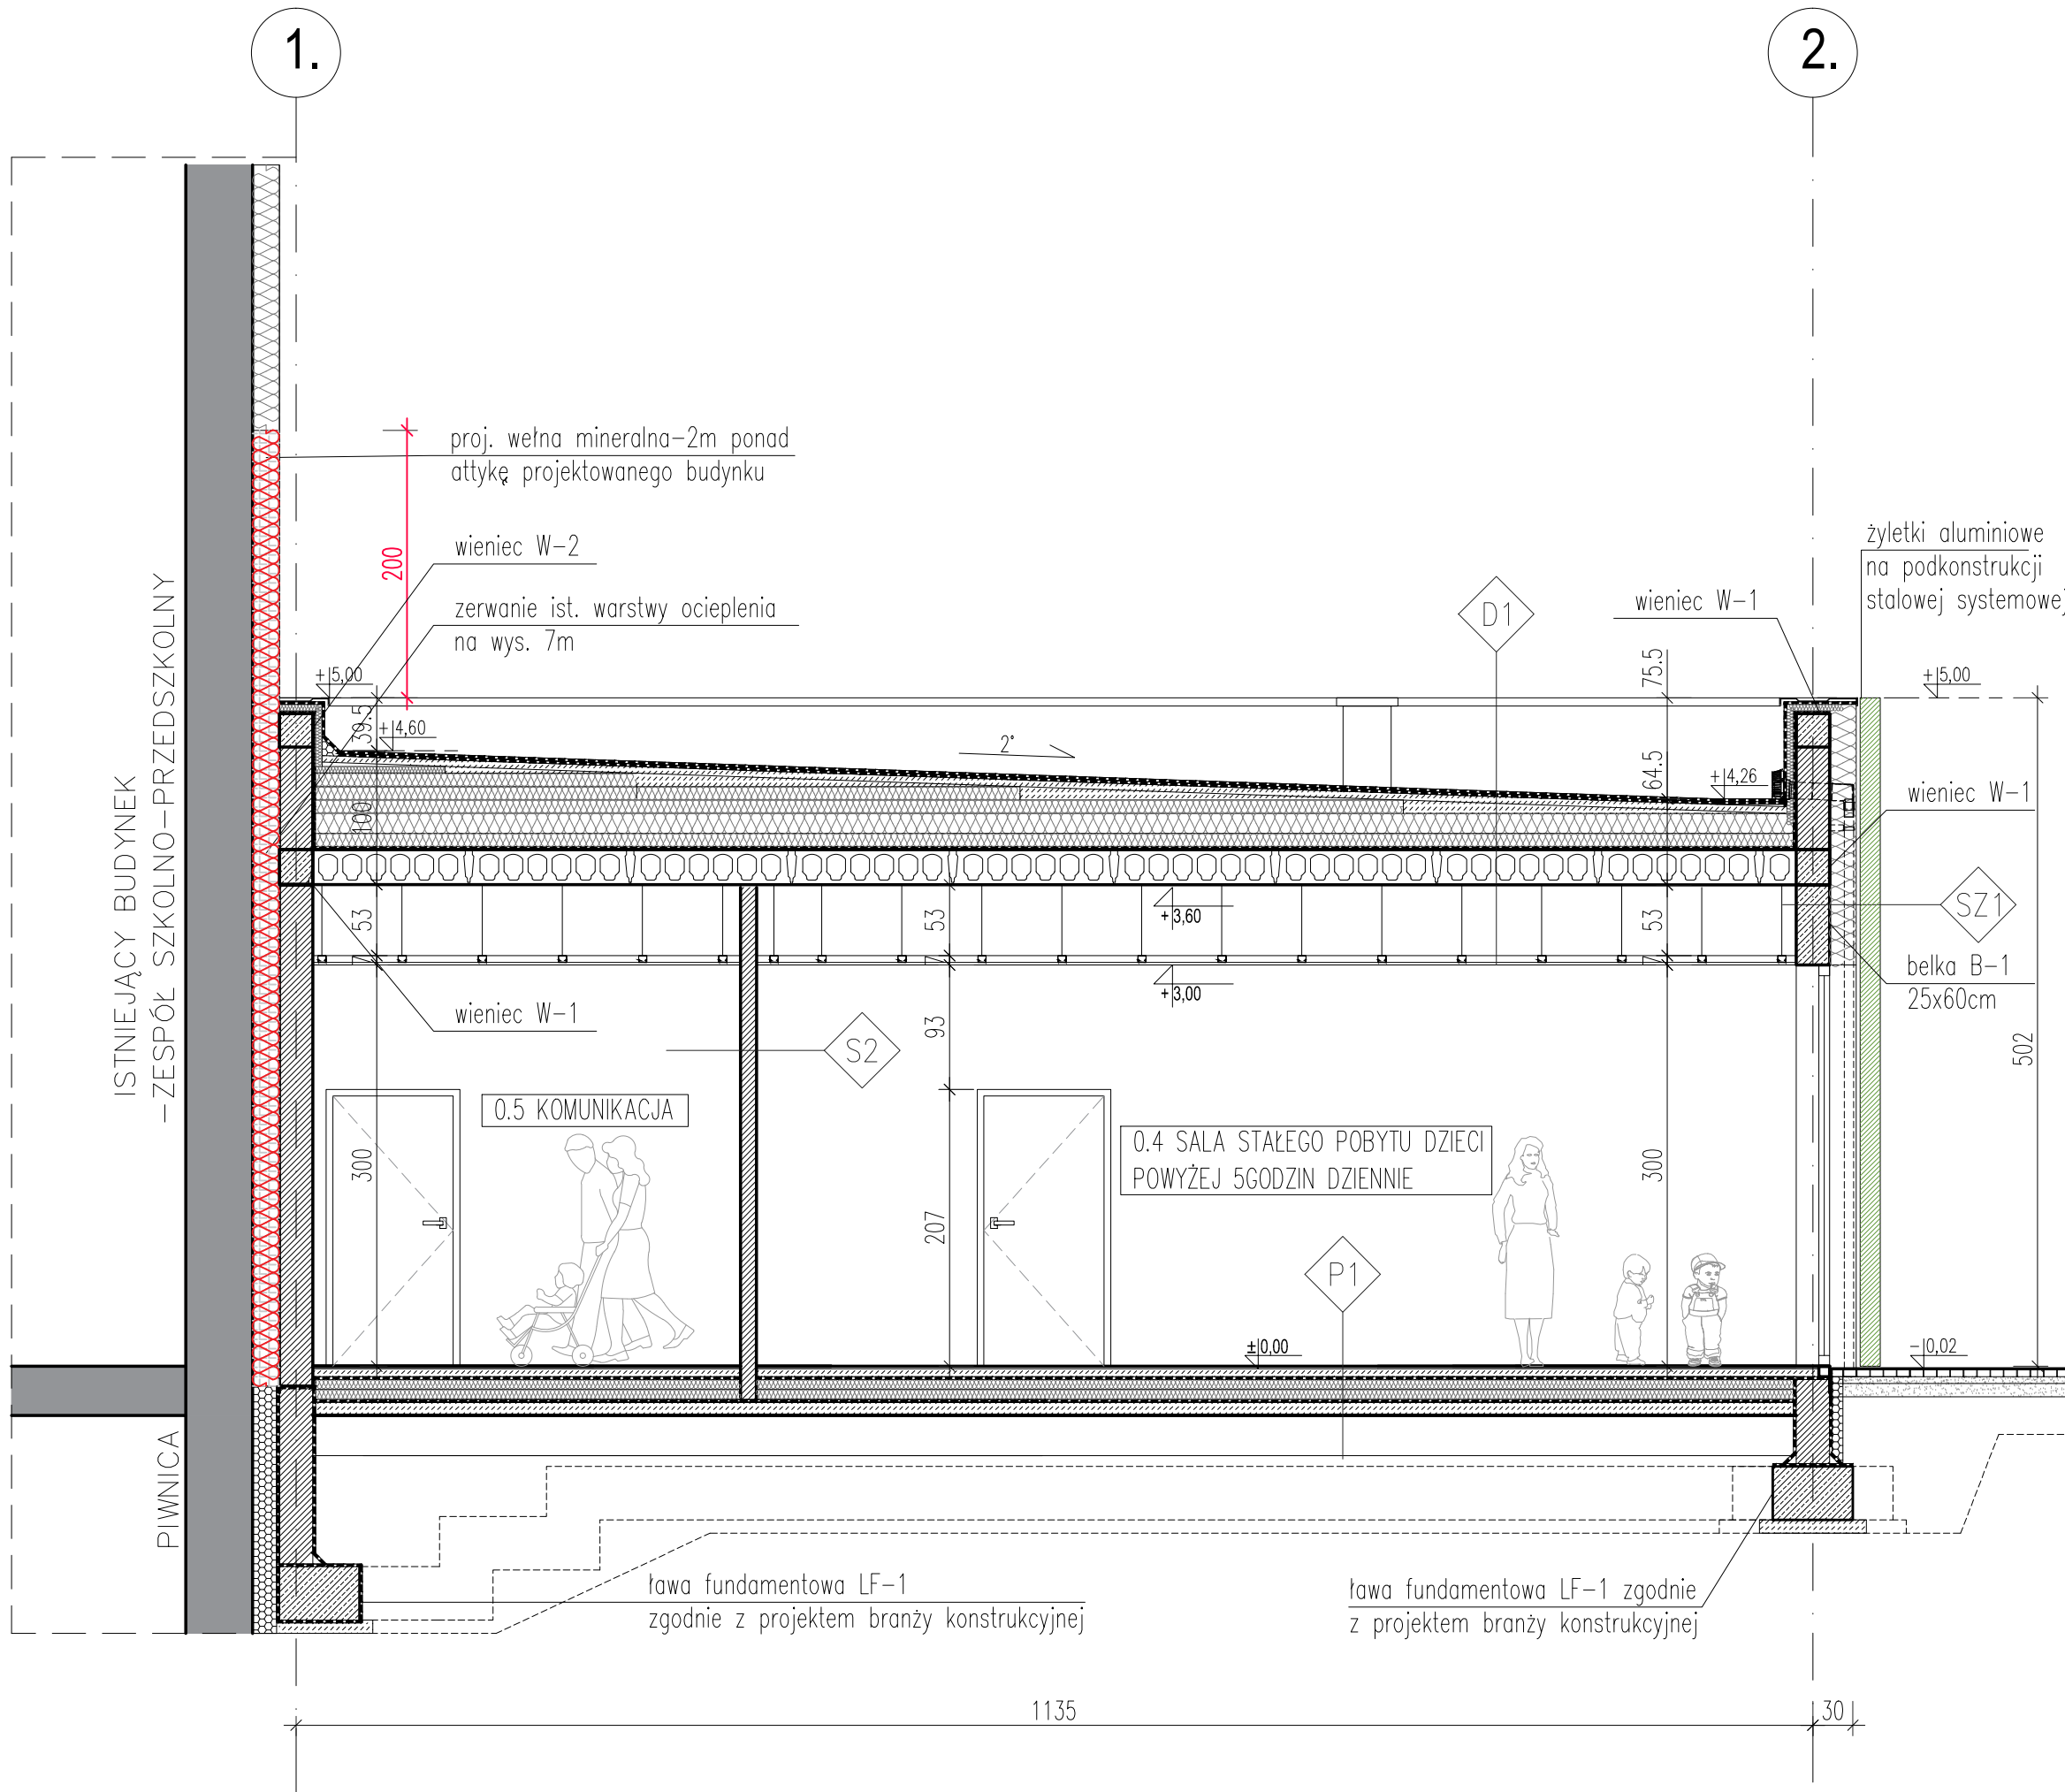 1.
2.
proj. wełna mineralna-2m ponad
attykę projektowanego budynku
200
wieniec W-2
zerwanie ist. warstwy ocieplenia
na wys. 7m
żyletki aluminiowe
na podkonstrukcji
stalowej systemowej
wieniec W-1
D1
75.5
+5,00
+5,00
39.5
+4,60
2°
64.5
+4,26
100
wieniec W-1
ISTNIEJĄCY BUDYNEK
-ZESPÓŁ SZKOLNO-PRZEDSZKOLNY
53
53
+3,60
53
SZ1
7
7
7
+3,00
belka B-1
25x60cm
wieniec W-1
93
S2
502
0.5 KOMUNIKACJA
0.4 SALA STAŁEGO POBYTU DZIECI
POWYŻEJ 5GODZIN DZIENNIE
300
207
300
P1
±0,00
-0,02
PIWNICA
ława fundamentowa LF-1
zgodnie z projektem branży konstrukcyjnej
ława fundamentowa LF-1 zgodnie
z projektem branży konstrukcyjnej
1135
30